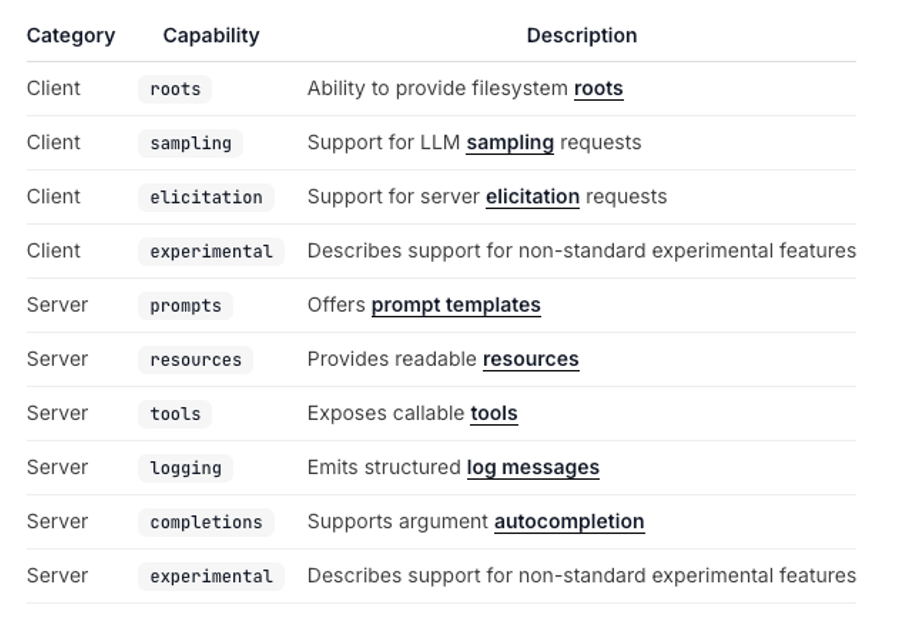 Category Capability Description
Client roots Ability to provide filesystem roots
Client sampling Support for LLM sampling requests
Client elicitation Support for server elicitation requests
Client experimental Describes support for non-standard experimental features
Server prompts Offers prompt templates
Server resources Provides readable resources
Server tools Exposes callable tools
Server logging Emits structured log messages
Server completions Supports argument autocompletion
Server experimental Describes support for non-standard experimental features